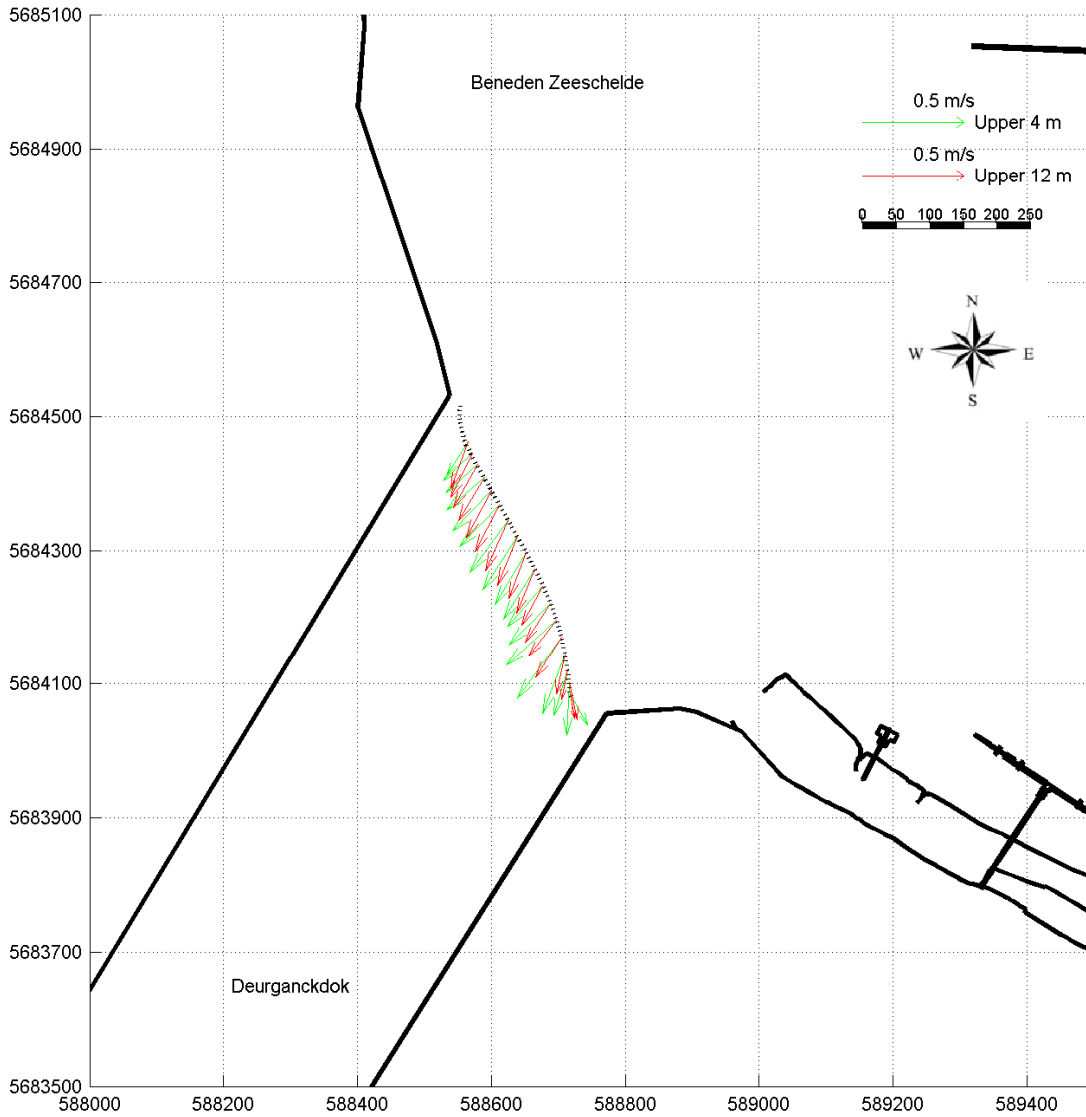 5685100
Beneden Zeeschelde
0.5 m/s
Upper 4 m
5684900
0.5 m/s
Upper 12 m
0 50 100 150 200 250
5684700
N
W E
S
5684500
5684300
5684100
5683900
5683700
Deurganckdok
5683500
588000 588200 588400 588600 588800 589000 589200 589400